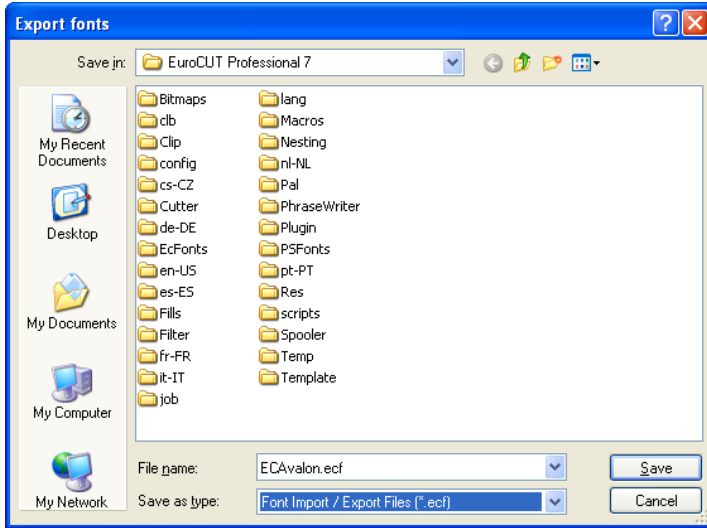 Export fonts
Save in: EuroCUT Professional 7
My Recent
Documents
Desktop
My Documents
My Computer
My Network
Bitmaps
clb
Clip
config
cs-CZ
Cutter
de-DE
EcFonts
en-US
es-ES
Fills
Filter
fr-FR
it-IT
job
lang
Macros
Nesting
nl-NL
Pal
PhraseWriter
Plugin
PSFonts
pt-PT
Res
scripts
Spooler
Temp
Template
File name: ECAvalon.ecf Save
Save as type: Font Import / Export Files (*.ecf) Cancel